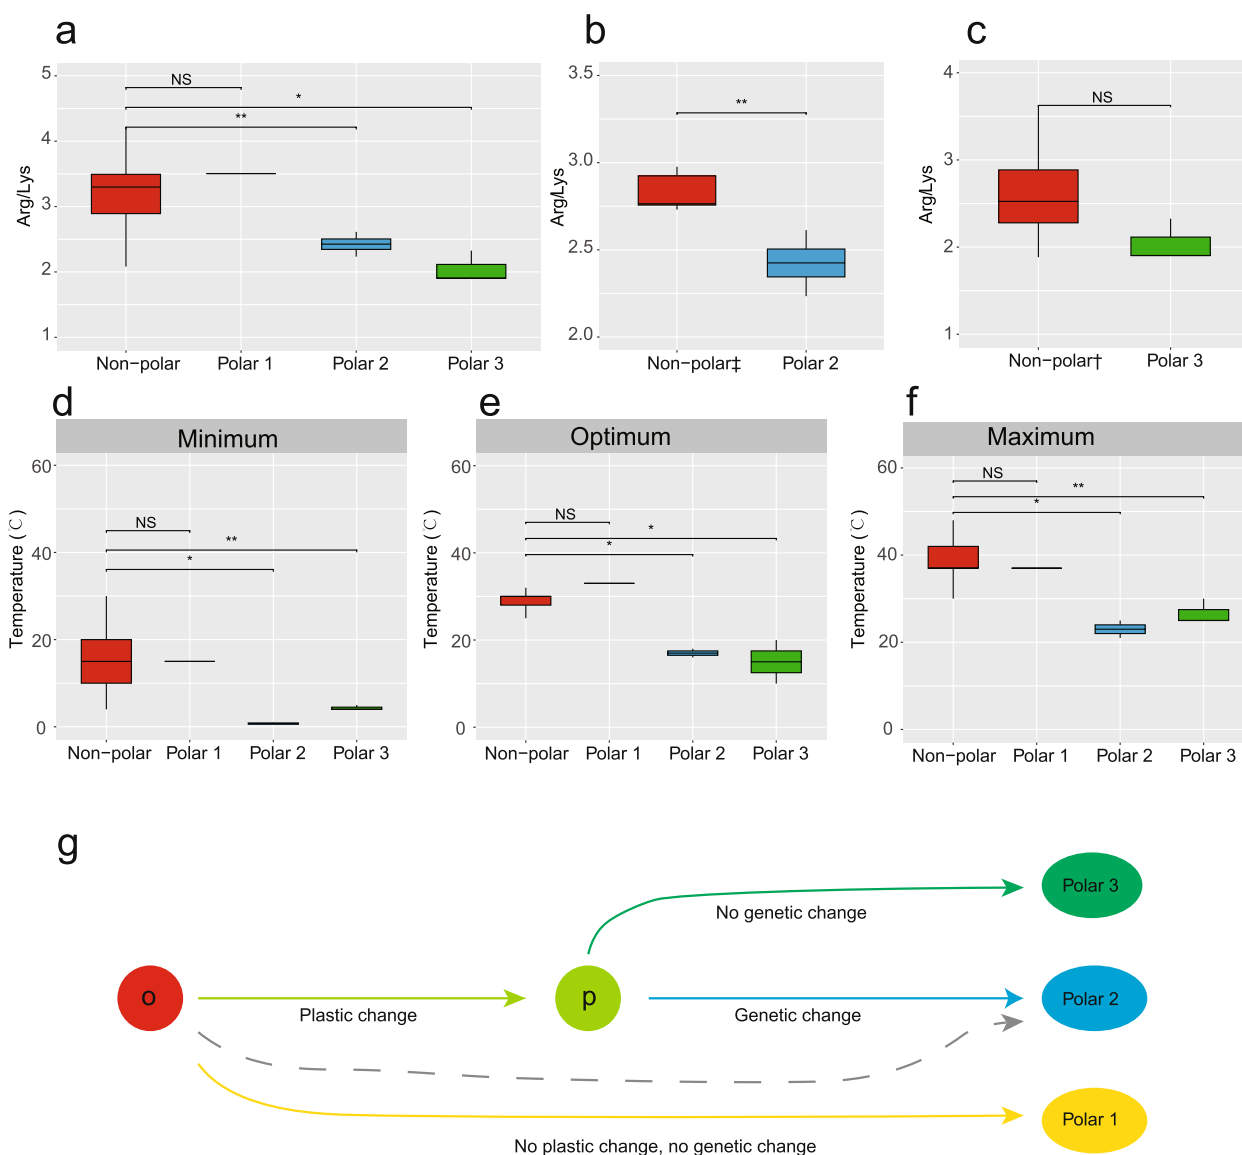 a
5
4
3
2
1
Arg/Lys
NS
*
**
Non−polar
Polar 1
Polar 2
Polar 3
b
3.5
3.0
2.5
2.0
Arg/Lys
**
Non−polar‡
Polar 2
c
4
3
2
1
Arg/Lys
NS
Non−polar†
Polar 3
d
Minimum
60
40
20
0
Temperature (℃)
NS
**
*
Non−polar
Polar 1
Polar 2
Polar 3
e
Optimum
60
40
20
0
Temperature (℃)
NS
*
*
Non−polar
Polar 1
Polar 2
Polar 3
f
Maximum
60
40
20
0
Temperature (℃)
NS
**
*
Non−polar
Polar 1
Polar 2
Polar 3
g
Polar 3
No genetic change
o
p
Polar 2
Plastic change
Genetic change
Polar 1
No plastic change, no genetic change